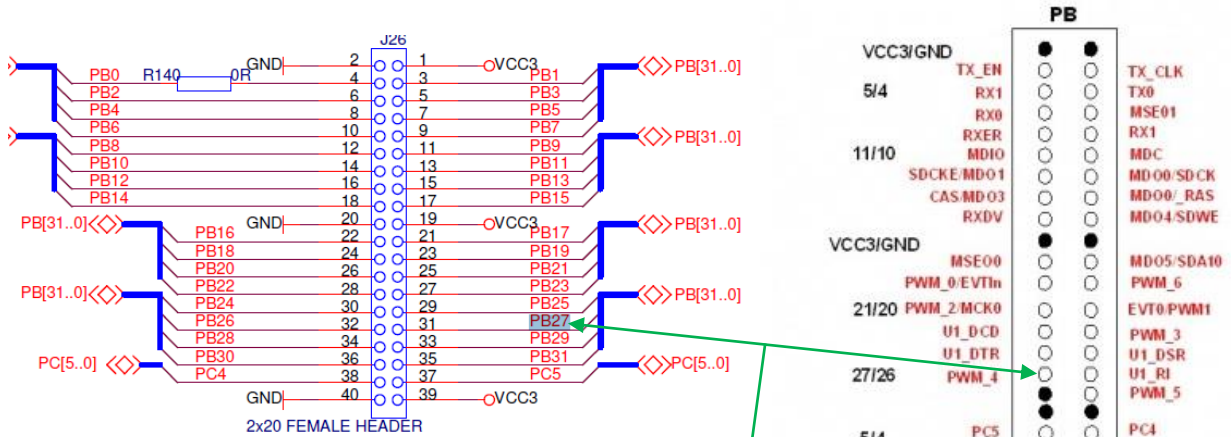 J26
GND 2 1 VCC3
PB0 R140 0R 4 3 PB1 PB[31..0]
PB2 6 5 PB3
PB4 8 7 PB5
PB6 10 9 PB7 PB[31..0]
PB8 12 11 PB9
PB10 14 13 PB11
PB12 16 15 PB13
PB14 18 17 PB15
PB[31..0] GND 20 19 VCC3 PB[31..0]
PB16 22 21 PB17
PB18 24 23 PB19
PB20 26 25 PB21
PB[31..0] PB22 28 27 PB23 PB[31..0]
PB24 30 29 PB25
PB26 32 31 PB27
PB28 34 33 PB29
PC[5..0] PB30 36 35 PB31 PC[5..0]
PC4 38 37 PC5
GND 40 39 VCC3
2x20 FEMALE HEADER
PB
VCC3/GND
TX_EN TX_CLK
5/4 RX1 TX0
RX0 MSE01
RXER RX1
11/10 MDIO MDC
SDCKE/MDO1 MDO0/SDCK
CAS/MDO3 MDO0/_RAS
RXDV MDO4/SDWE
VCC3/GND
MSEO0 MDO5/SDA10
PWM_0/EVTIn PWM_6
21/20 PWM_2/MCK0 EVT0/PWM1
U1_DCD PWM_3
U1_DTR U1_DSR
27/26 PWM_4 U1_RI
PWM_5
5/4 PC5 PC4